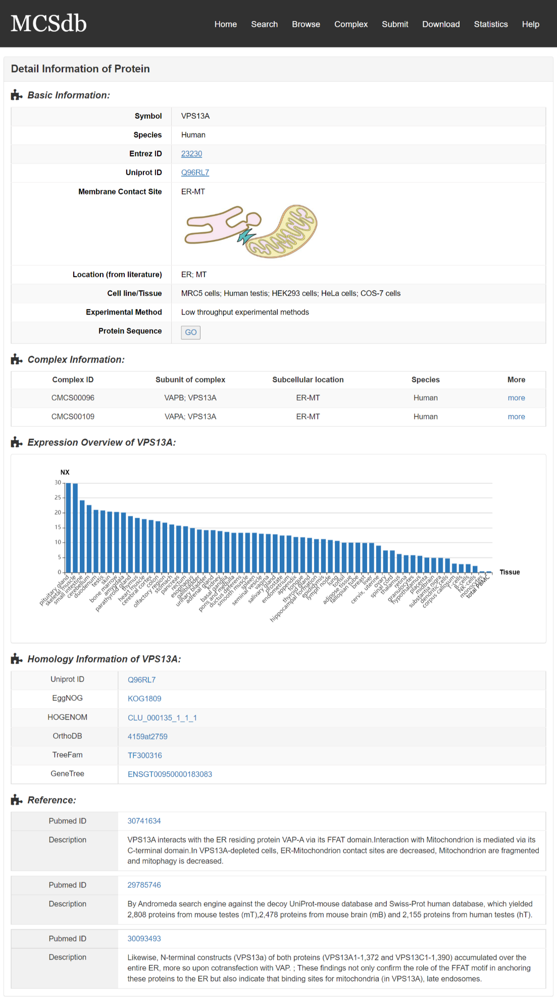 MCSdb
Home Search Browse Complex Submit Download Statistics Help
Detail Information of Protein
Basic Information:
Symbol VPS13A
Species Human
Entrez ID 23230
Uniprot ID Q96RL7
Membrane Contact Site ER-MT
Location (from literature) ER; MT
Cell line/Tissue MRC5 cells; Human testis; HEK293 cells; HeLa cells; COS-7 cells
Experimental Method Low throughput experimental methods
Protein Sequence GO
Complex Information:
Complex ID Subunit of complex Subcellular location Species More
CMCS00096 VAPB; VPS13A ER-MT Human more
CMCS00109 VAPA; VPS13A ER-MT Human more
Expression Overview of VPS13A:
NX
30
25
20
15
10
5
0
Tissue
pituitary gland
skeletal muscle
small intestine
cerebellum
duodenum
testis
skin
bone marrow
amygdala
parathyroid gland
thymus
heart muscle
cerebral cortex
colon
olfactory region
stomach
pancreas
rectum
esophagus
gallbladder
urinary bladder
adrenal gland
kidney
basal ganglia
pons and medulla
ductus deferens
smooth muscle
spleen
seminal vesicle
vagina
salivary gland
prostate
endometrium
appendix
tongue
thyroid gland
hippocampal formation
epididymis
lymph node
lung
tonsil
adipose tissue
fallopian tube
breast
liver
cervix, uterine
ovary
spinal cord
thalamus
retina
granulocytes
hypothalamus
placenta
midbrain
substantia nigra
dendritic cells
corpus callosum
T-cells
B-cells
NK-cells
monocytes
total PBMC
Homology Information of VPS13A:
Uniprot ID Q96RL7
EggNOG KOG1809
HOGENOM CLU_000135_1_1_1
OrthoDB 4159at2759
TreeFam TF300316
GeneTree ENSGT00950000183083
Reference:
Pubmed ID 30741634
Description VPS13A interacts with the ER residing protein VAP-A via its FFAT domain.Interaction with Mitochondrion is mediated via its
C-terminal domain.In VPS13A-depleted cells, ER-Mitochondrion contact sites are decreased, Mitochondrion are fragmented
and mitophagy is decreased.
Pubmed ID 29785746
Description By Andromeda search engine against the decoy UniProt-mouse database and Swiss-Prot human database, which yielded
2,808 proteins from mouse testes (mT),2,478 proteins from mouse brain (mB) and 2,155 proteins from human testes (hT).
Pubmed ID 30093493
Description Likewise, N-terminal constructs (VPS13a) of both proteins (VPS13A1-1,372 and VPS13C1-1,390) accumulated over the
entire ER, more so upon cotransfection with VAP. ; These findings not only confirm the role of the FFAT motif in anchoring
these proteins to the ER but also indicate that binding sites for mitochondria (in VPS13A), late endosomes.